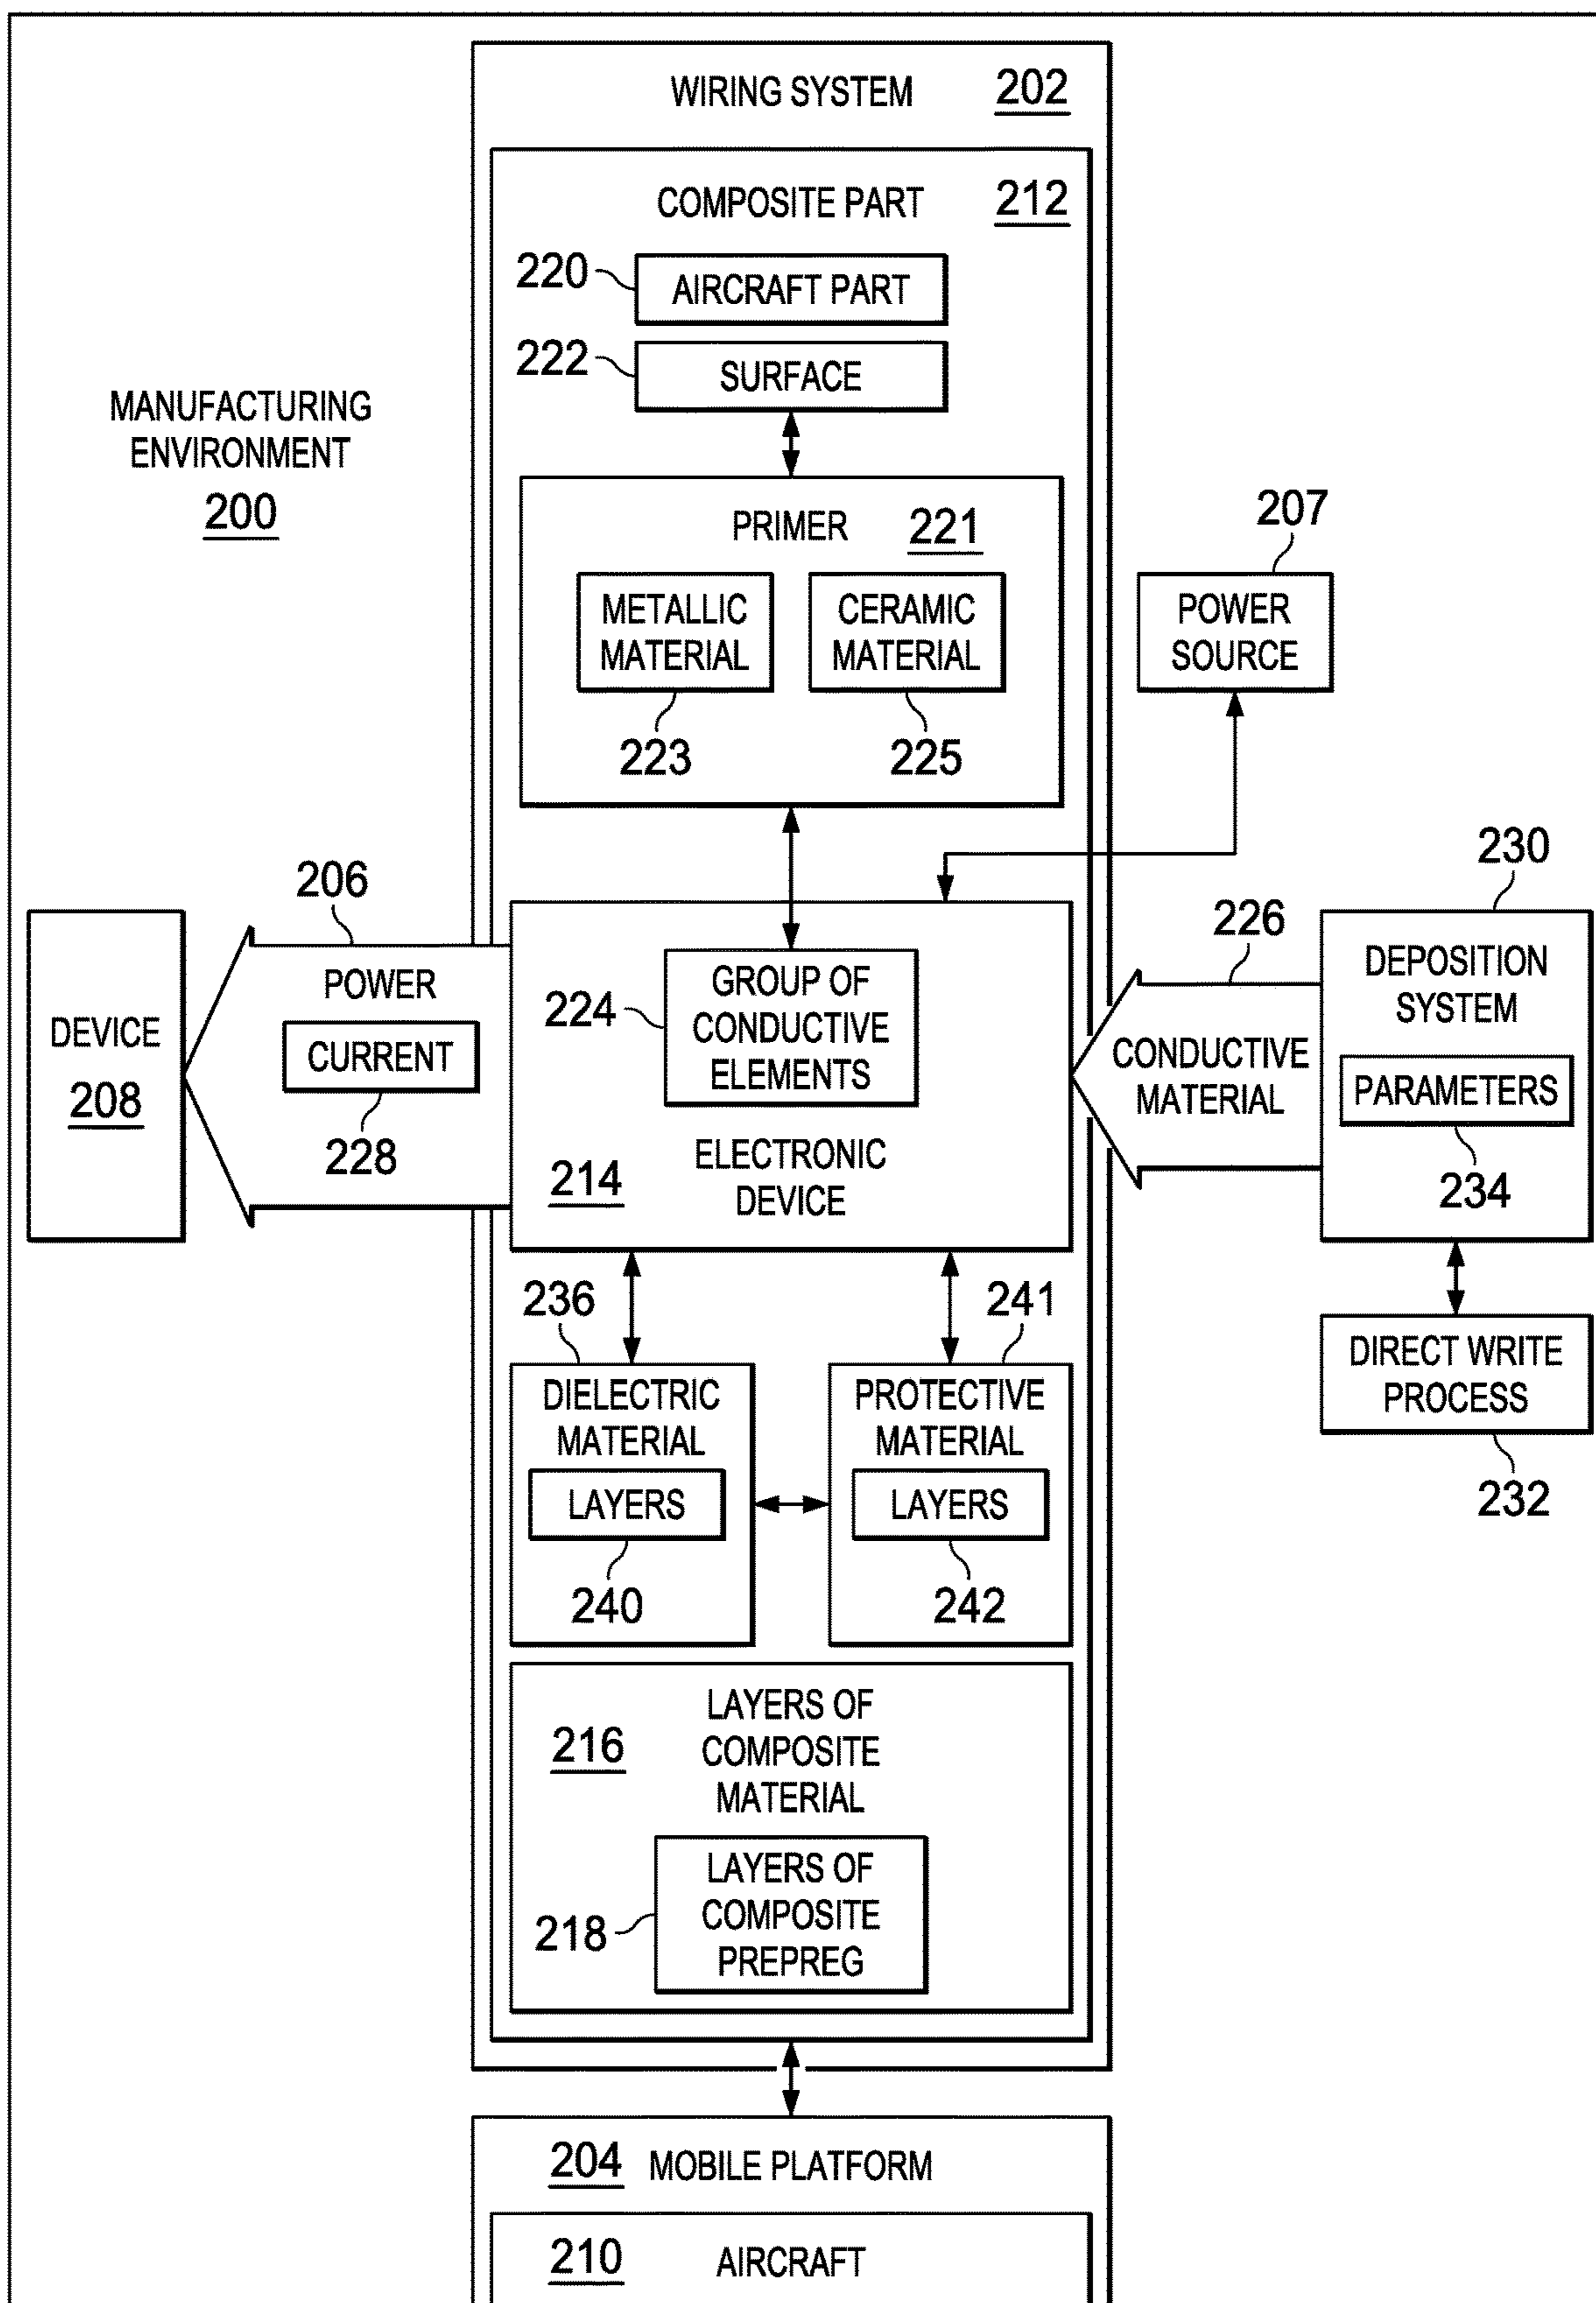 WIRING SYSTEM 202
COMPOSITE PART 212
220
AIRCRAFT PART
222
SURFACE
MANUFACTURING
ENVIRONMENT
200
PRIMER 221
METALLIC
MATERIAL
223
CERAMIC
MATERIAL
225
207
POWER
SOURCE
206
POWER
CURRENT
228
DEVICE
208
224
GROUP OF
CONDUCTIVE
ELEMENTS
214
ELECTRONIC
DEVICE
226
CONDUCTIVE
MATERIAL
230
DEPOSITION
SYSTEM
PARAMETERS
234
DIRECT WRITE
PROCESS
232
236
DIELECTRIC
MATERIAL
LAYERS
240
241
PROTECTIVE
MATERIAL
LAYERS
242
216
LAYERS OF
COMPOSITE
MATERIAL
218
LAYERS OF
COMPOSITE
PREPREG
204 MOBILE PLATFORM
210 AIRCRAFT